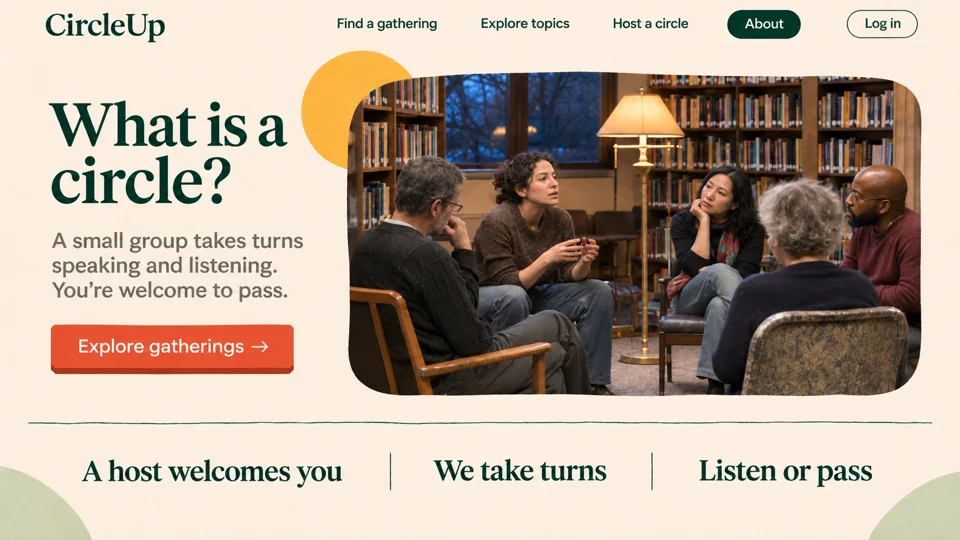 CircleUp
Find a gathering
Explore topics
Host a circle
About
Log in
What is a
circle?
A small group takes turns
speaking and listening.
You’re welcome to pass.
Explore gatherings →
A host welcomes you
We take turns
Listen or pass